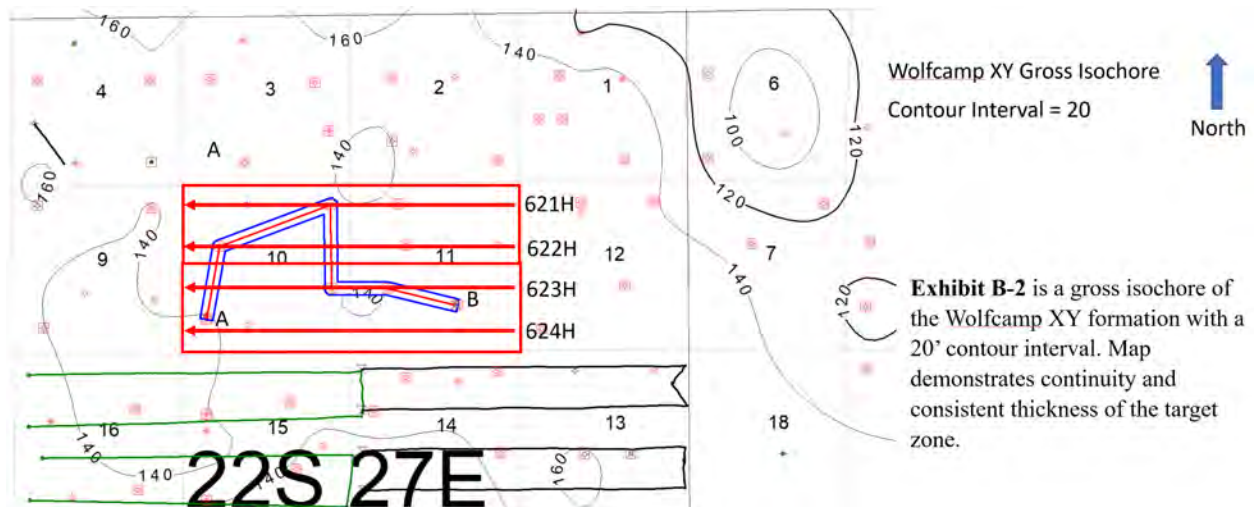 160
160
140
Wolfcamp XY Gross Isochore
Contour Interval = 20
North
4
3
2
1
6
100
120
A
140
160
120
621H
622H
623H
624H
9
10
11
12
7
140
140
140
A
B
120
Exhibit B-2 is a gross isochore of
the Wolfcamp XY formation with a
20' contour interval. Map
demonstrates continuity and
consistent thickness of the target
zone.
16
15
14
13
18
140
140
140
160
22S 27E